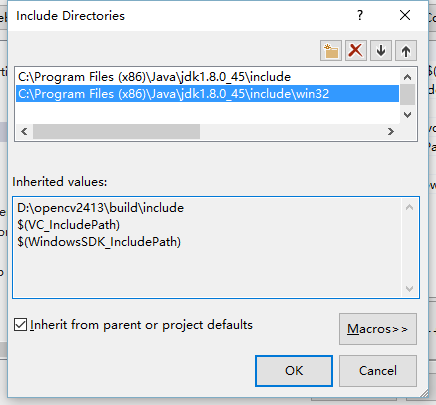 Include Directories
?
C:\Program Files (x86)\Java\jdk1.8.0_45\include
C:\Program Files (x86)\Java\jdk1.8.0_45\include\win32
Inherited values:
D:\opencv2413\build\include
$(VC_IncludePath)
$(WindowsSDK_IncludePath)
Inherit from parent or project defaults
Macros>>
OK
Cancel